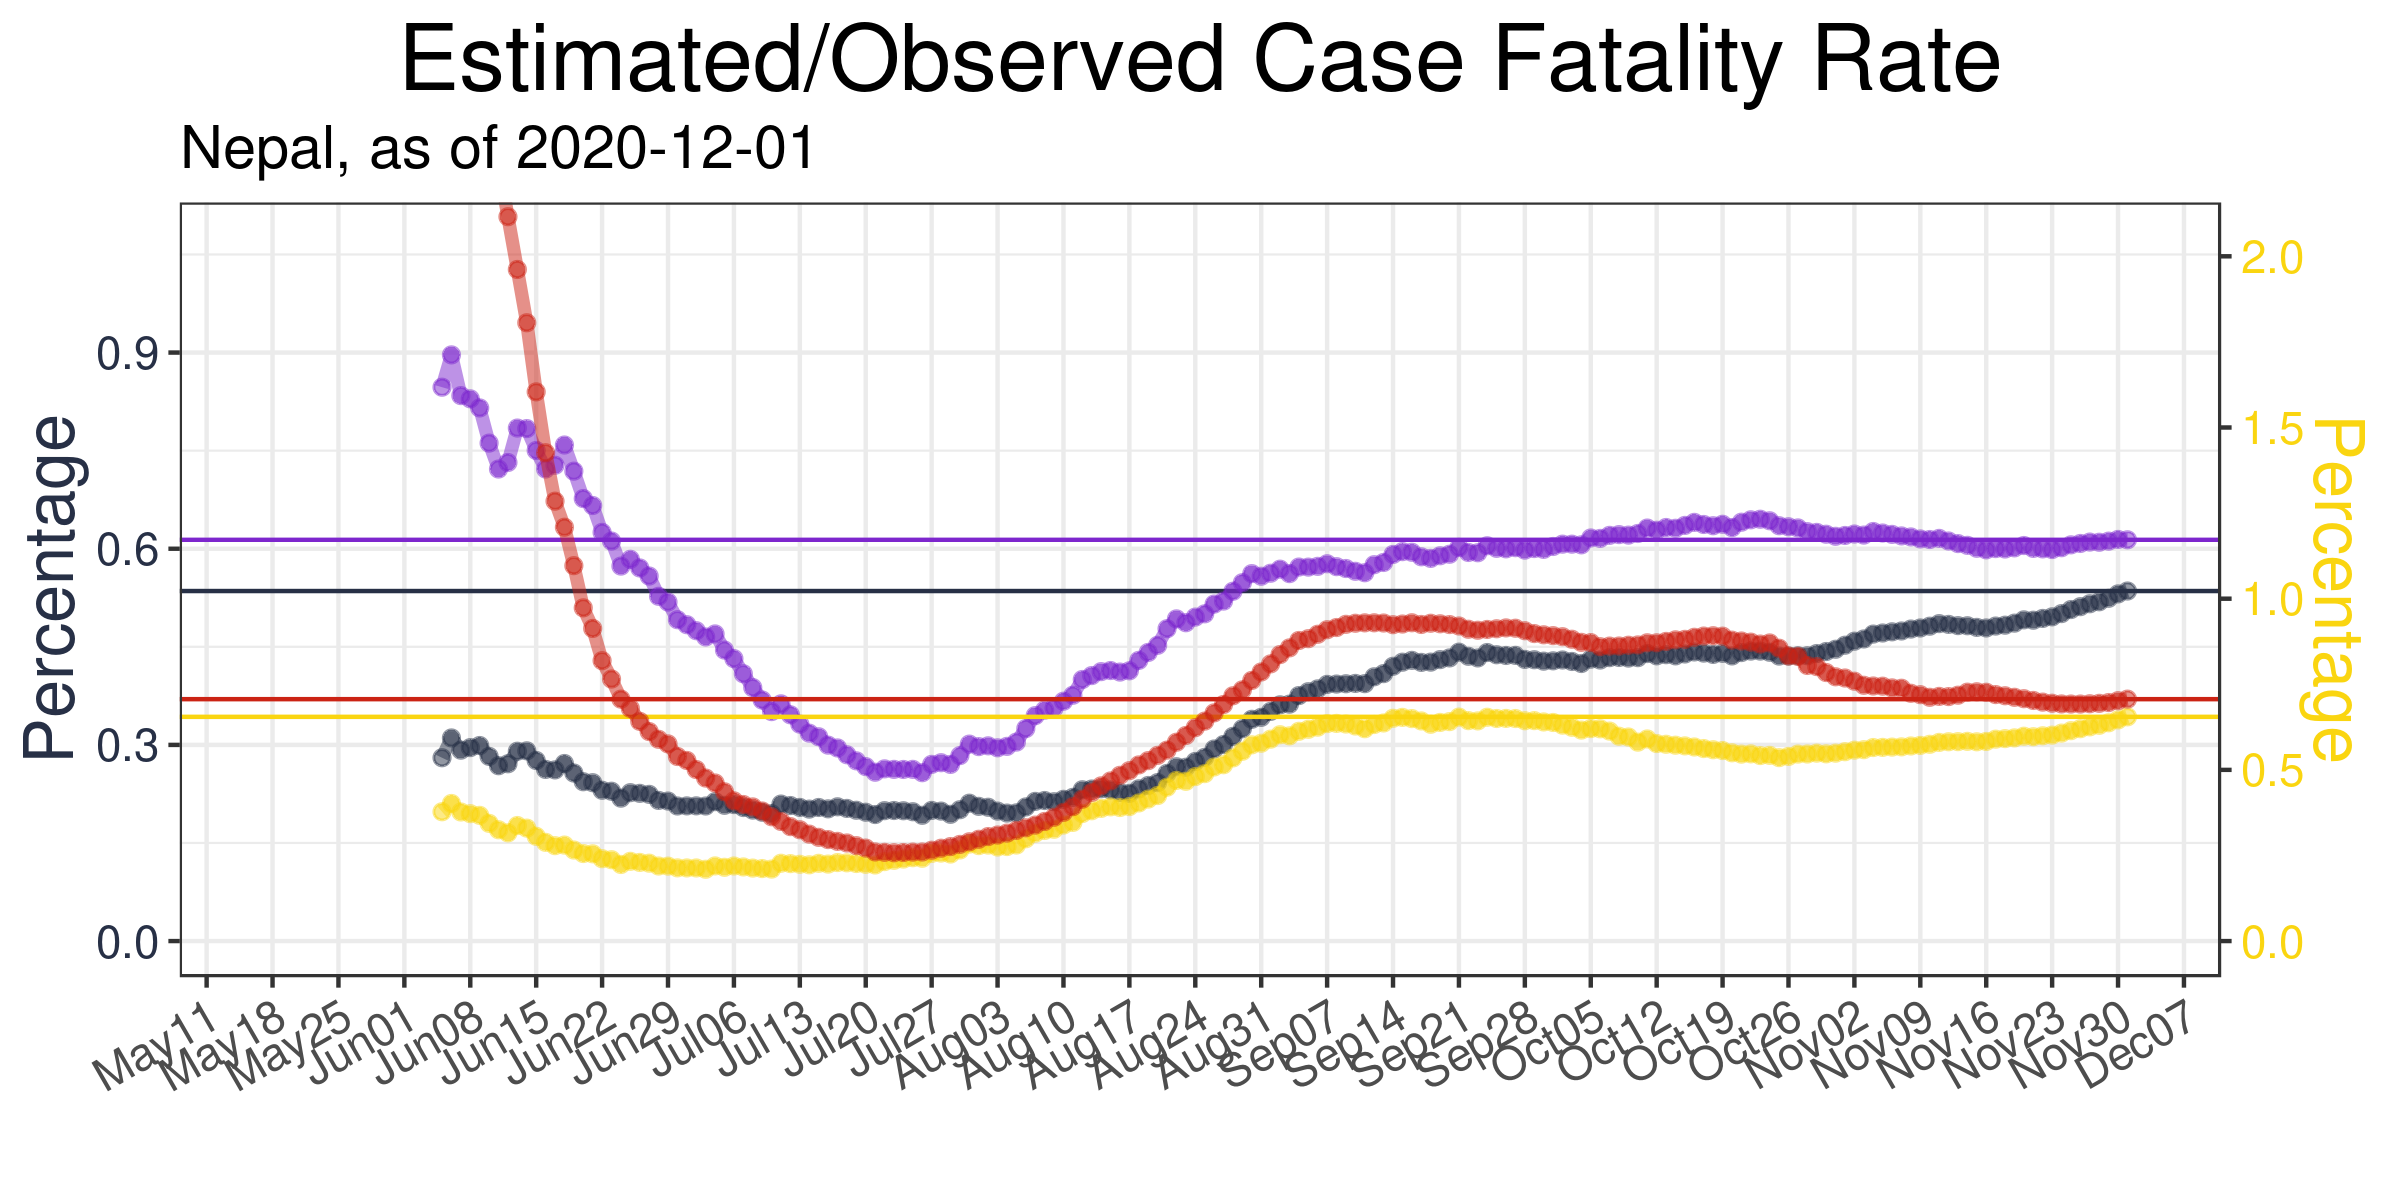 Estimated/Observed Case Fatality Rate
Nepal, as of 2020-12-01
Percentage
0.9
0.6
0.3
0.0
2.0
1.5
1.0
0.5
0.0
Percentage
May11
May18
May25
Jun01
Jun08
Jun15
Jun22
Jun29
Jul06
Jul13
Jul20
Jul27
Aug03
Aug10
Aug17
Aug24
Aug31
Sep07
Sep14
Sep21
Sep28
Oct05
Oct12
Oct19
Oct26
Nov02
Nov09
Nov16
Nov23
Nov30
Dec07